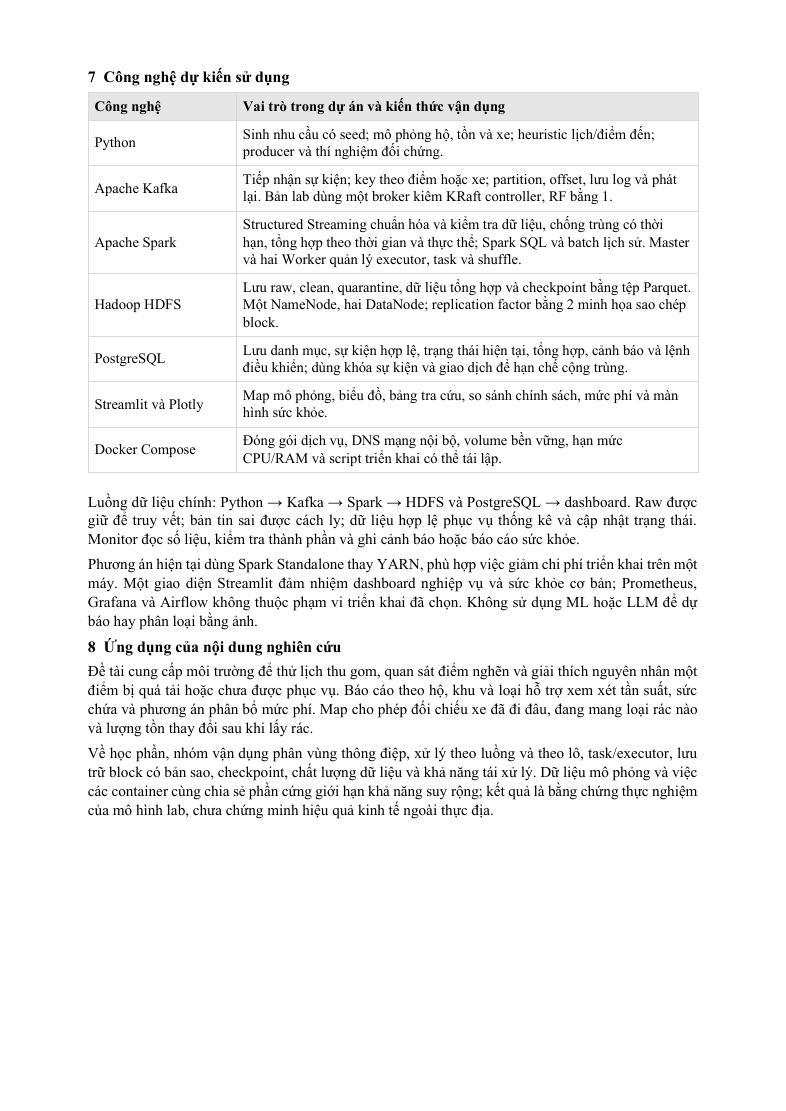 7 Công nghệ dự kiến sử dụng
Công nghệ
Vai trò trong dự án và kiến thức vận dụng
Python
Sinh nhu cầu có seed; mô phỏng hộ, tồn và xe; heuristic lịch/điểm đến;
producer và thí nghiệm đối chứng.
Apache Kafka
Tiếp nhận sự kiện; key theo điểm hoặc xe; partition, offset, lưu log và phát
lại. Bản lab dùng một broker kiêm KRaft controller, RF bằng 1.
Apache Spark
Structured Streaming chuẩn hóa và kiểm tra dữ liệu, chống trùng có thời
hạn, tổng hợp theo thời gian và thực thể; Spark SQL và batch lịch sử. Master
và hai Worker quản lý executor, task và shuffle.
Hadoop HDFS
Lưu raw, clean, quarantine, dữ liệu tổng hợp và checkpoint bằng tệp Parquet.
Một NameNode, hai DataNode; replication factor bằng 2 minh họa sao chép
block.
PostgreSQL
Lưu danh mục, sự kiện hợp lệ, trạng thái hiện tại, tổng hợp, cảnh báo và lệnh
điều khiển; dùng khóa sự kiện và giao dịch để hạn chế cộng trùng.
Streamlit và Plotly
Map mô phỏng, biểu đồ, bảng tra cứu, so sánh chính sách, mức phí và màn
hình sức khỏe.
Docker Compose
Đóng gói dịch vụ, DNS mạng nội bộ, volume bền vững, hạn mức
CPU/RAM và script triển khai có thể tái lập.
Luồng dữ liệu chính: Python → Kafka → Spark → HDFS và PostgreSQL → dashboard. Raw được
giữ để truy vết; bản tin sai được cách ly; dữ liệu hợp lệ phục vụ thống kê và cập nhật trạng thái.
Monitor đọc số liệu, kiểm tra thành phần và ghi cảnh báo hoặc báo cáo sức khỏe.
Phương án hiện tại dùng Spark Standalone thay YARN, phù hợp việc giảm chi phí triển khai trên một
máy. Một giao diện Streamlit đảm nhiệm dashboard nghiệp vụ và sức khỏe cơ bản; Prometheus,
Grafana và Airflow không thuộc phạm vi triển khai đã chọn. Không sử dụng ML hoặc LLM để dự
báo hay phân loại bằng ảnh.
8 Ứng dụng của nội dung nghiên cứu
Đề tài cung cấp môi trường để thử lịch thu gom, quan sát điểm nghẽn và giải thích nguyên nhân một
điểm bị quá tải hoặc chưa được phục vụ. Báo cáo theo hộ, khu và loại hỗ trợ xem xét tần suất, sức
chứa và phương án phân bổ mức phí. Map cho phép đối chiếu xe đã đi đâu, đang mang loại rác nào
và lượng tồn thay đổi sau khi lấy rác.
Về học phần, nhóm vận dụng phân vùng thông điệp, xử lý theo luồng và theo lô, task/executor, lưu
trữ block có bản sao, checkpoint, chất lượng dữ liệu và khả năng tái xử lý. Dữ liệu mô phỏng và việc
các container cùng chia sẻ phần cứng giới hạn khả năng suy rộng; kết quả là bằng chứng thực nghiệm
của mô hình lab, chưa chứng minh hiệu quả kinh tế ngoài thực địa.